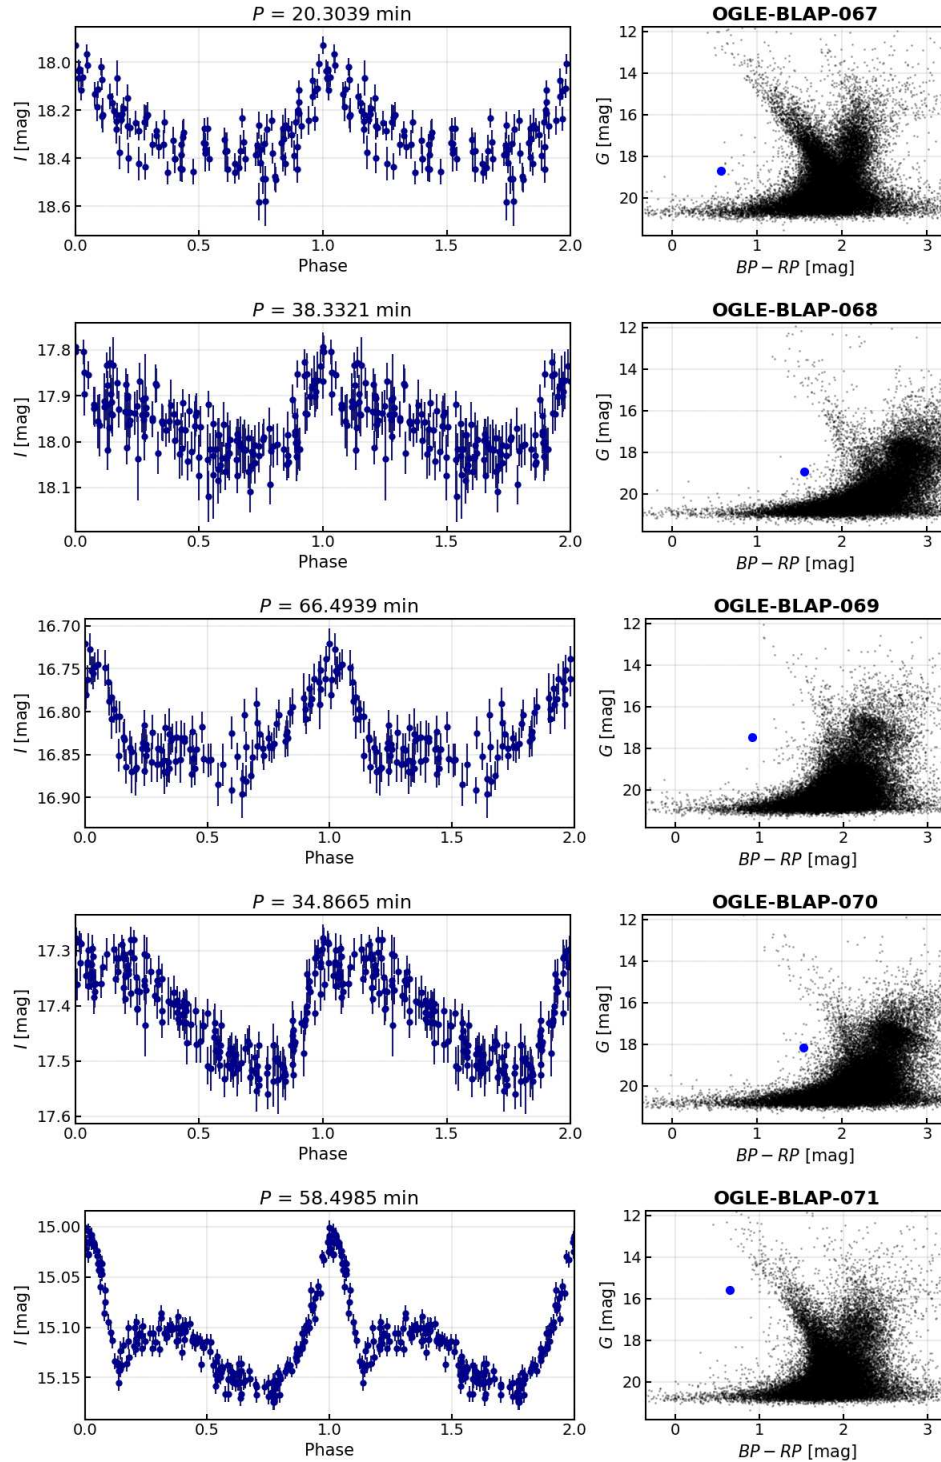 P = 20.3039 min
OGLE-BLAP-067
18.0
18.2
18.4
18.6
I [mag]
0.0 0.5 1.0 1.5 2.0
Phase
12
14
16
18
20
G [mag]
0 1 2 3
BP − RP [mag]
P = 38.3321 min
OGLE-BLAP-068
17.8
17.9
18.0
18.1
I [mag]
0.0 0.5 1.0 1.5 2.0
Phase
12
14
16
18
20
G [mag]
0 1 2 3
BP − RP [mag]
P = 66.4939 min
OGLE-BLAP-069
16.70
16.75
16.80
16.85
16.90
I [mag]
0.0 0.5 1.0 1.5 2.0
Phase
12
14
16
18
20
G [mag]
0 1 2 3
BP − RP [mag]
P = 34.8665 min
OGLE-BLAP-070
17.3
17.4
17.5
17.6
I [mag]
0.0 0.5 1.0 1.5 2.0
Phase
12
14
16
18
20
G [mag]
0 1 2 3
BP − RP [mag]
P = 58.4985 min
OGLE-BLAP-071
15.00
15.05
15.10
15.15
I [mag]
0.0 0.5 1.0 1.5 2.0
Phase
12
14
16
18
20
G [mag]
0 1 2 3
BP − RP [mag]